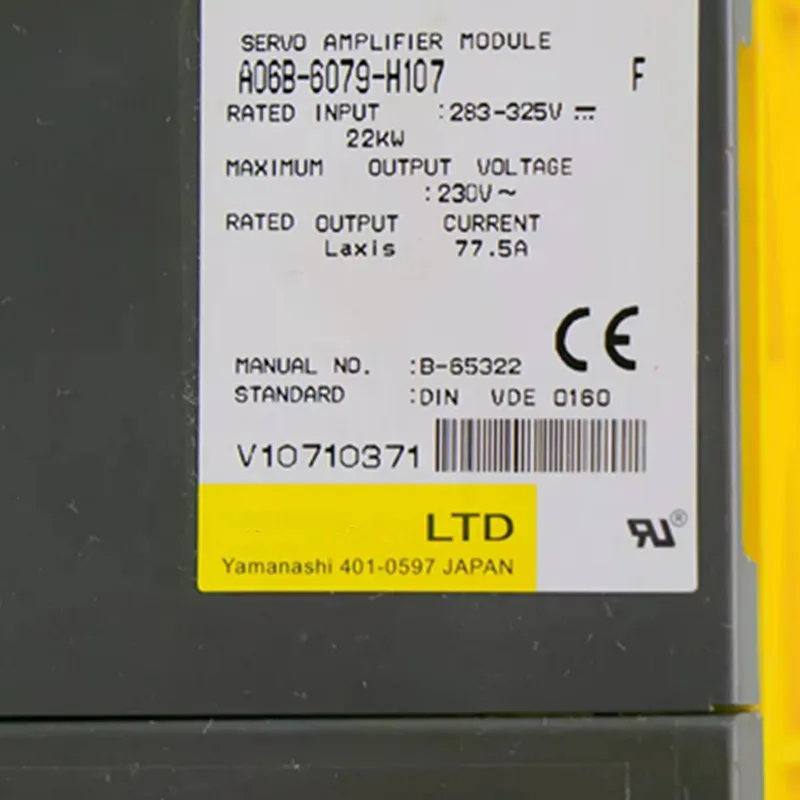 SERVO AMPLIFIER MODULE
A06B-6079-H107 F
RATED INPUT :283-325V ⎓
22KW
MAXIMUM OUTPUT VOLTAGE
:230V~
RATED OUTPUT CURRENT
Laxis 77.5A
CE
MANUAL NO. :B-65322
STANDARD :DIN VDE 0160
V10710371
LTD
RU®
Yamanashi 401-0597 JAPAN